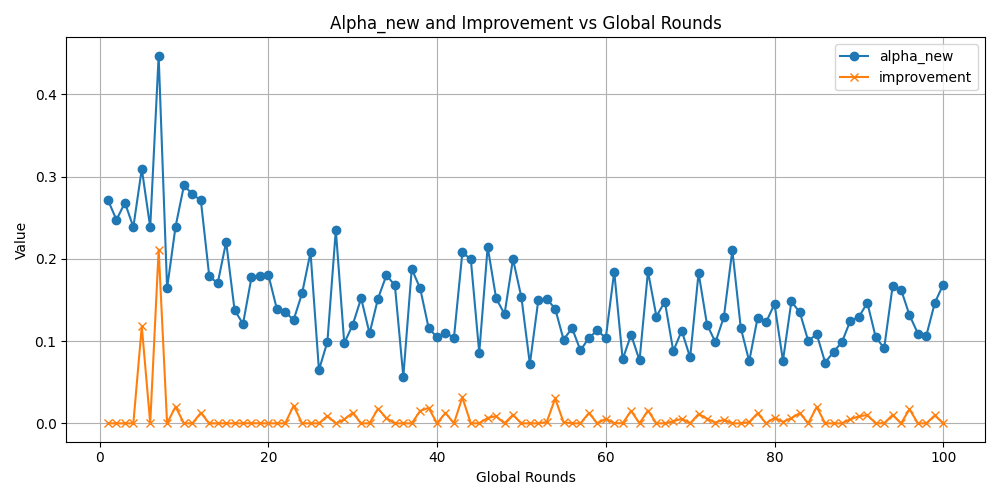 Alpha_new and Improvement vs Global Rounds
alpha_new
improvement
Value
0.4
0.3
0.2
0.1
0.0
0 20 40 60 80 100
Global Rounds